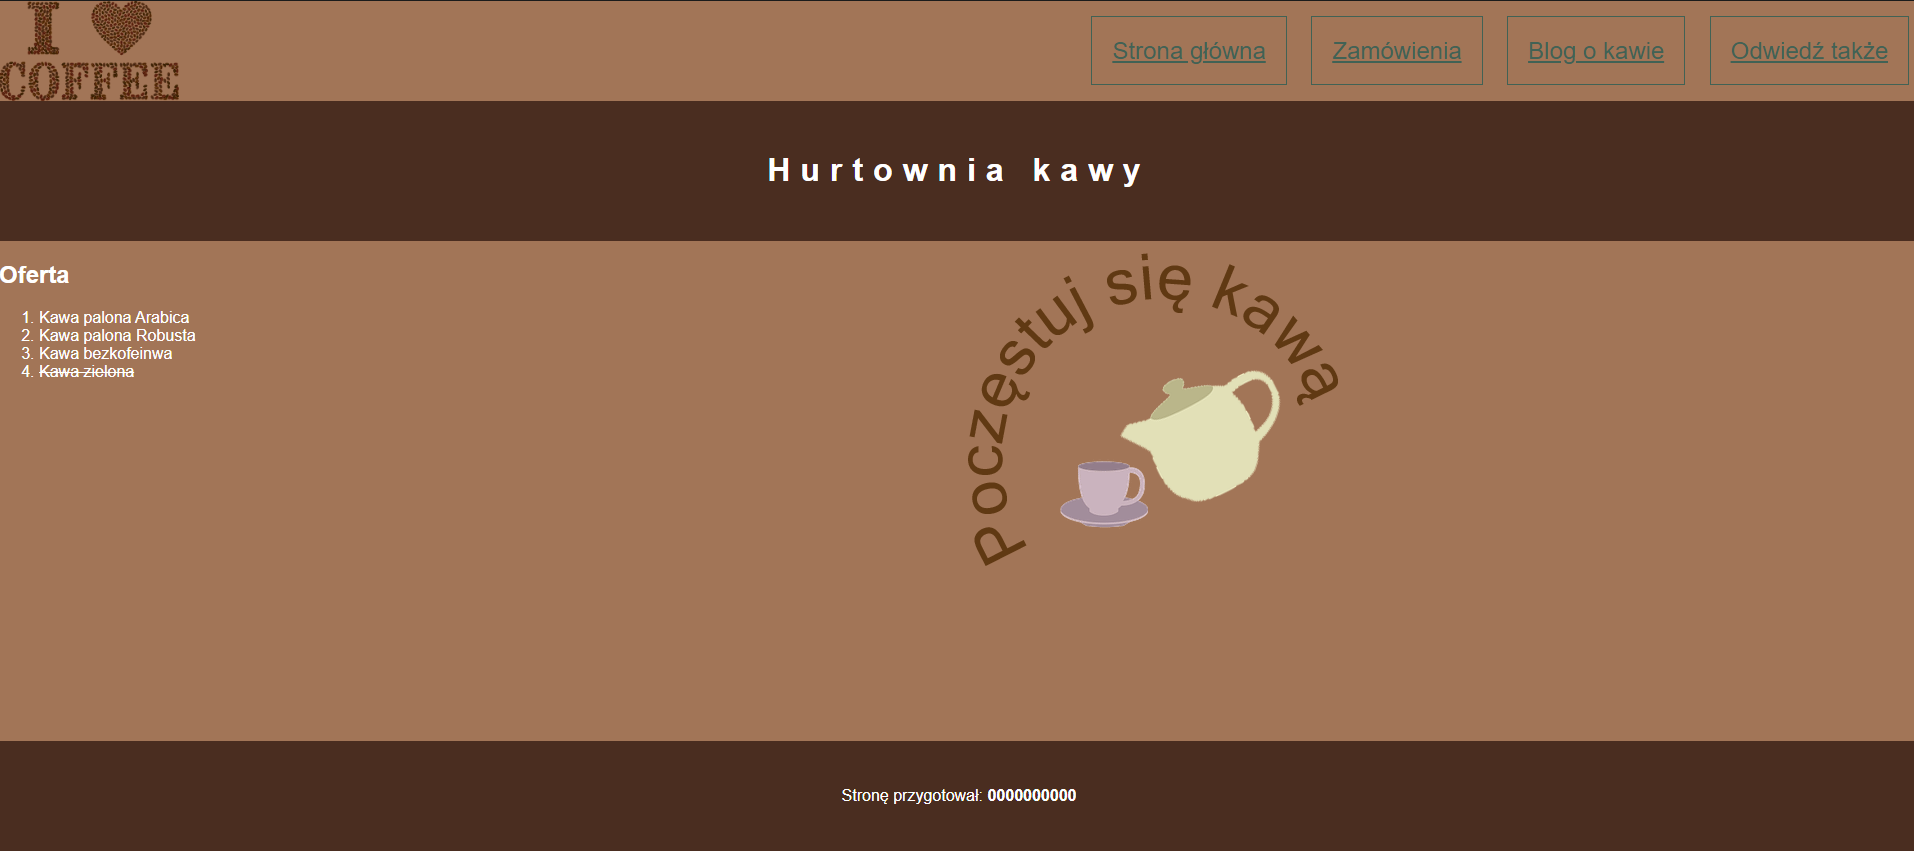 I
COFFEE
Strona główna
Zamówienia
Blog o kawie
Odwiedź także
Hurtownia kawy
Oferta
1. Kawa palona Arabica
2. Kawa palona Robusta
3. Kawa bezkofeinwa
4. Kawa zielona
Poczęstuj się kawą
Stronę przygotował: 0000000000